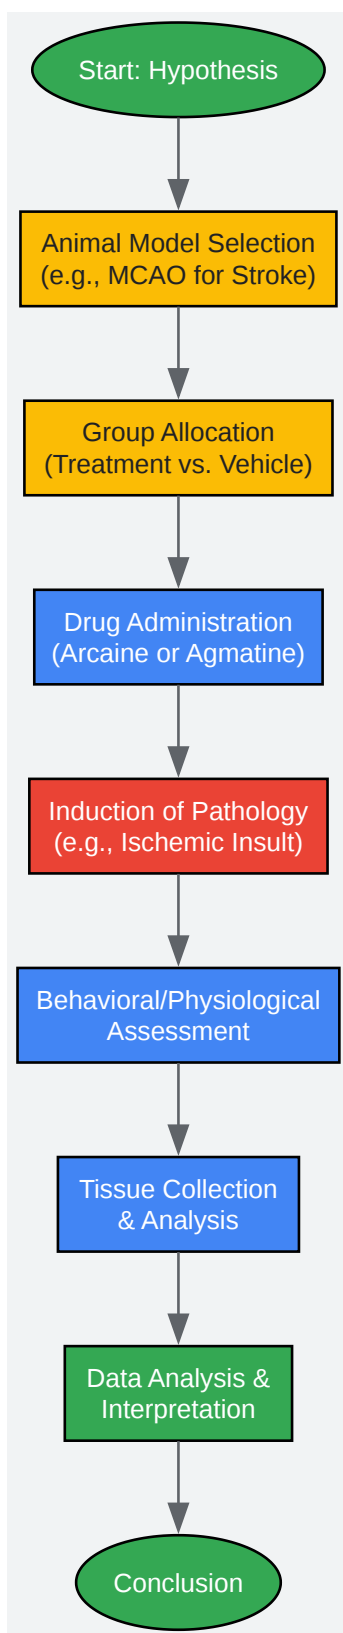 Start: Hypothesis
Animal Model Selection
(e.g., MCAO for Stroke)
Group Allocation
(Treatment vs. Vehicle)
Drug Administration
(Arcaine or Agmatine)
Induction of Pathology
(e.g., Ischemic Insult)
Behavioral/Physiological
Assessment
Tissue Collection
& Analysis
Data Analysis &
Interpretation
Conclusion